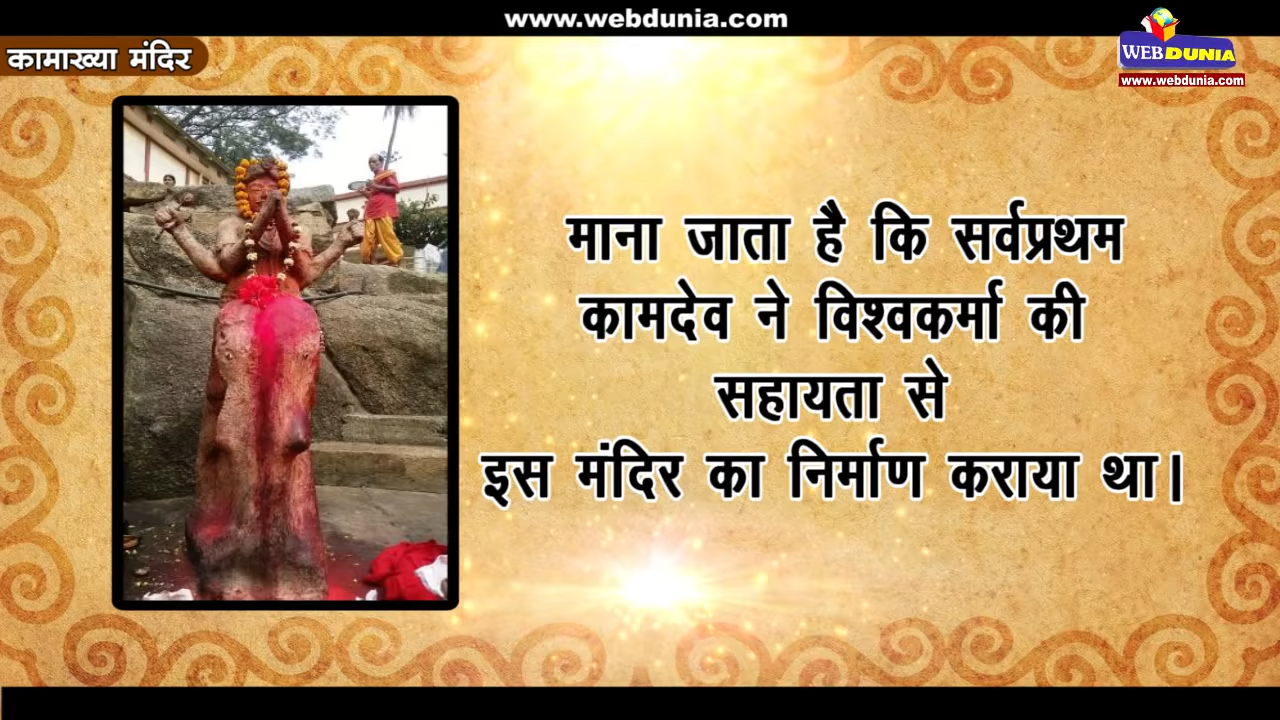 www.webdunia.com
कामाख्या मंदिर
WEBDUNIA
www.webdunia.com
माना जाता है कि सर्वप्रथम
कामदेव ने विश्वकर्मा की
सहायता से
इस मंदिर का निर्माण कराया था।